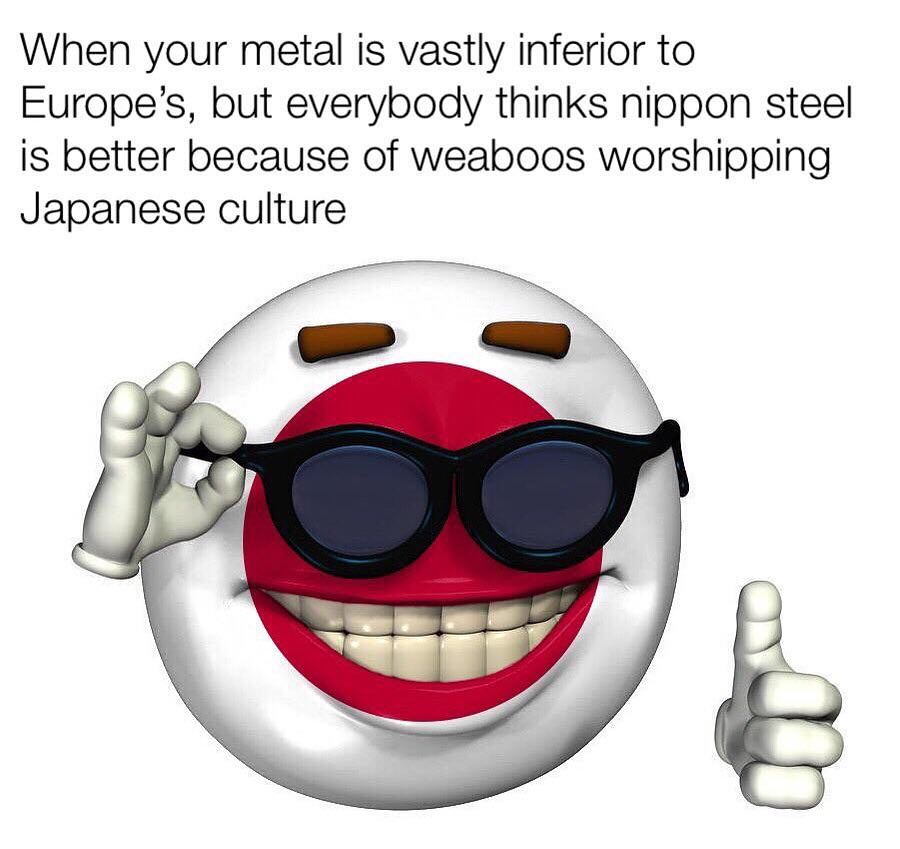 When your metal is vastly inferior to
Europe’s, but everybody thinks nippon steel
is better because of weaboos worshipping
Japanese culture